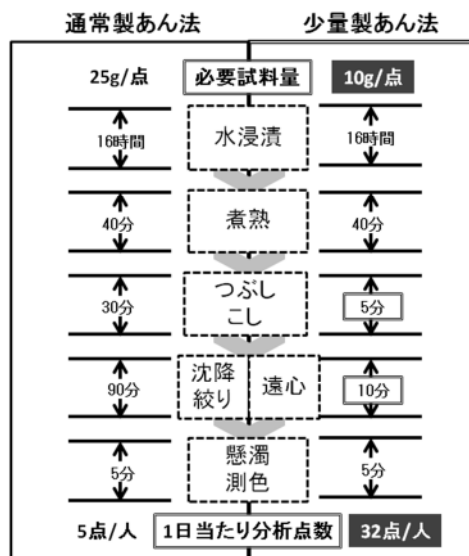 通常製あん法 少量製あん法
25g/点 必要試料量 10g/点
16時間 水浸漬 16時間
40分 煮熟 40分
30分 つぶし こし 5分
90分 沈降 絞り 遠心 10分
5分 懸濁 測色 5分
5点/人 1日当たり分析点数 32点/人